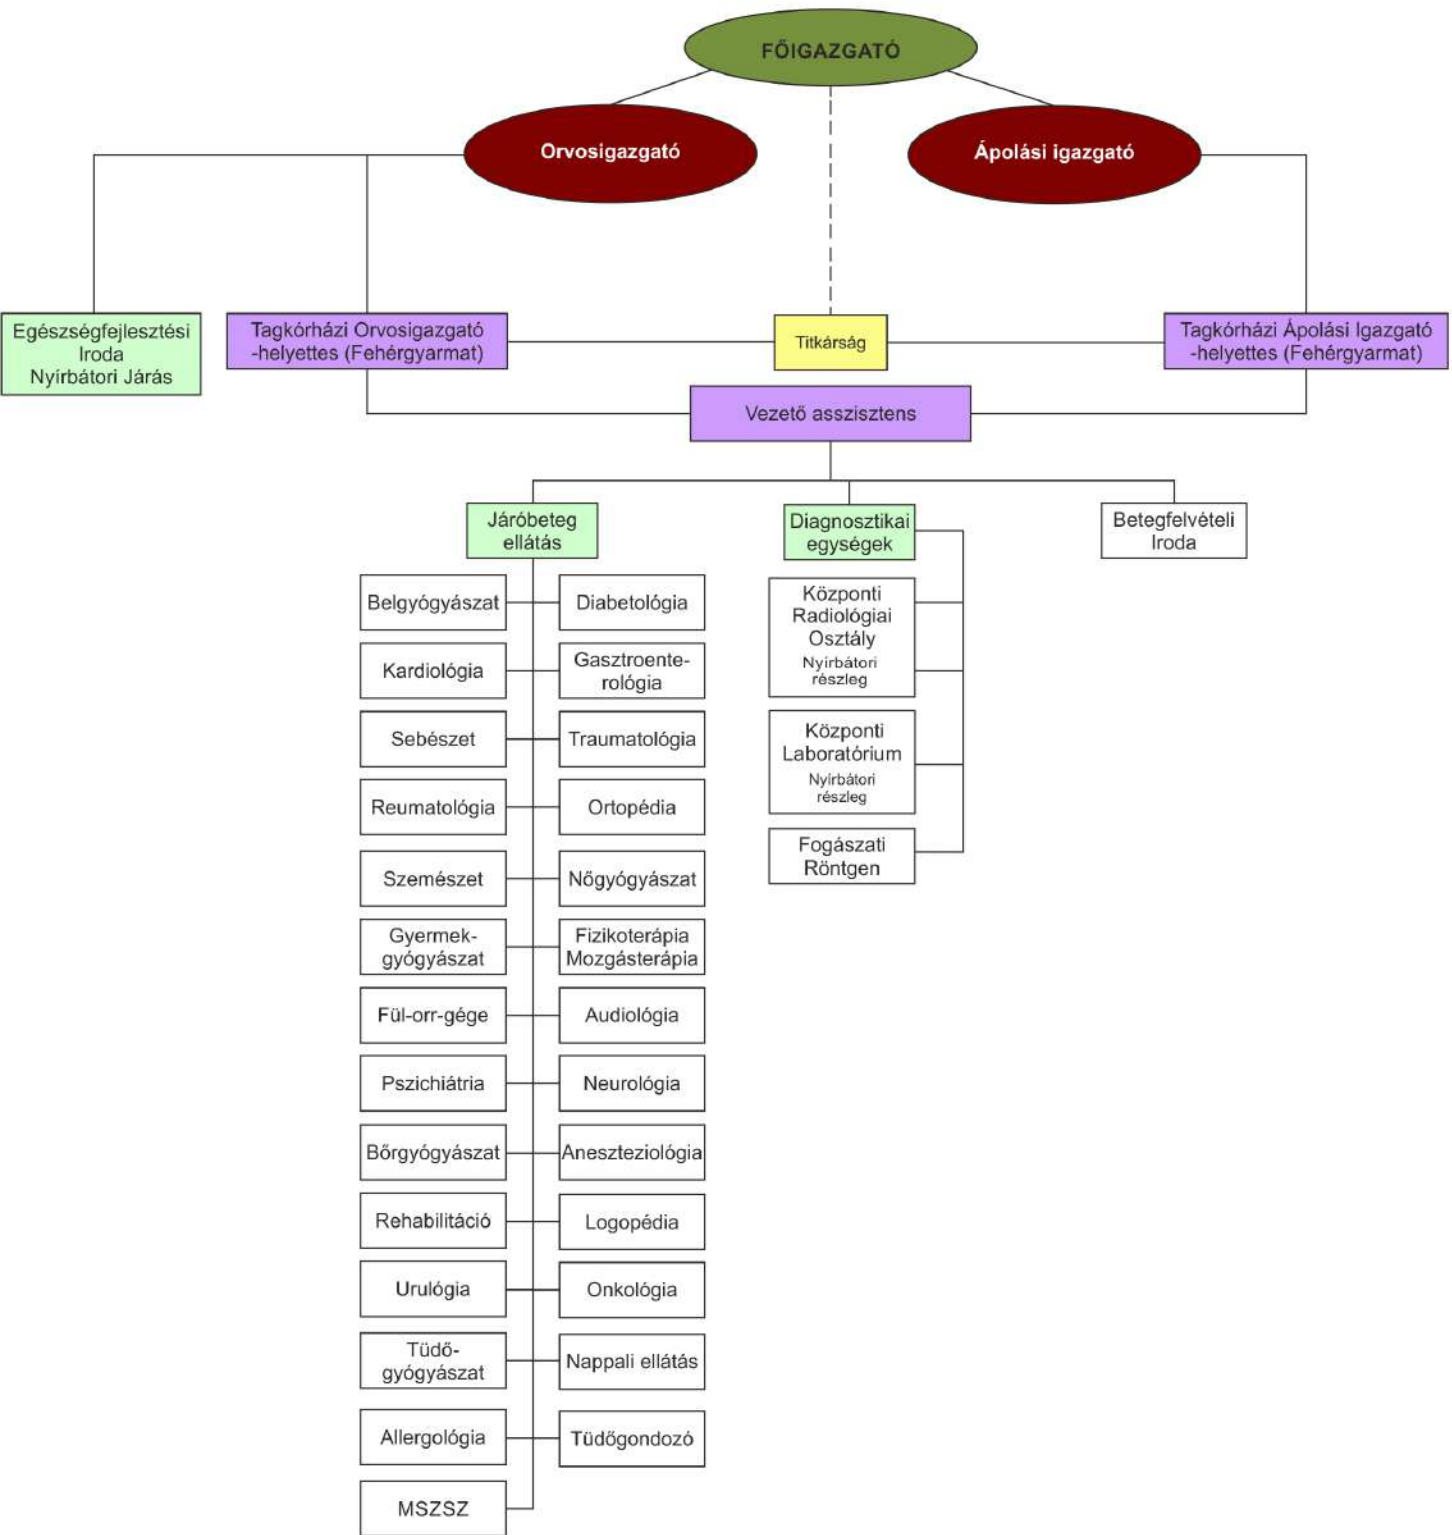 FŐIGAZGATÓ
Orvosigazgató
Ápolási igazgató
Egészségfejlesztési
Iroda
Nyírbátori Járás
Tagkórházi Orvosigazgató
-helyettes (Fehérgyarmat)
Titkárság
Tagkórházi Ápolási Igazgató
-helyettes (Fehérgyarmat)
Vezető asszisztens
Járóbeteg
ellátás
Diagnosztikai
egységek
Betegfelvételi
Iroda
Belgyógyászat
Diabetológia
Kardiológia
Gasztroente-
rológia
Sebészet
Traumatológia
Reumatológia
Ortopédia
Szemészet
Nőgyógyászat
Gyermek-
gyógyászat
Fizikoterápia
Mozgásterápia
Fül-orr-gége
Audiológia
Pszichiátria
Neurológia
Bőrgyógyászat
Aneszteziológia
Rehabilitáció
Logopédia
Urulógia
Onkológia
Tüdő-
gyógyászat
Nappali ellátás
Allergológia
Tüdőgondozó
MSZSZ
Központi
Radiológiai
Osztály
Nyírbátori
részleg
Központi
Laboratórium
Nyírbátori
részleg
Fogászati
Röntgen